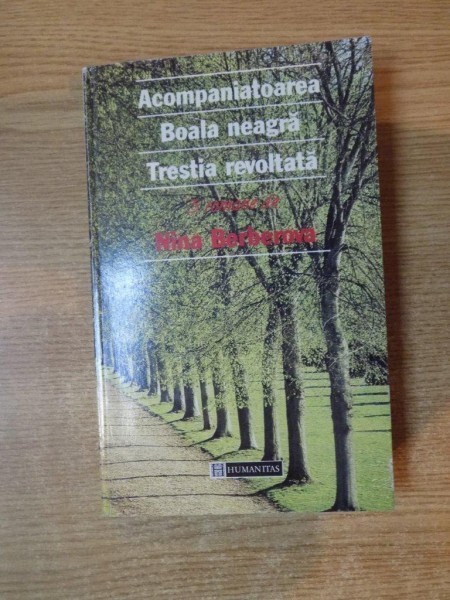 Acompaniatoarea
Boala neagră
Trestia revoltată
3 romane de
Nina Berberova
HUMANITAS